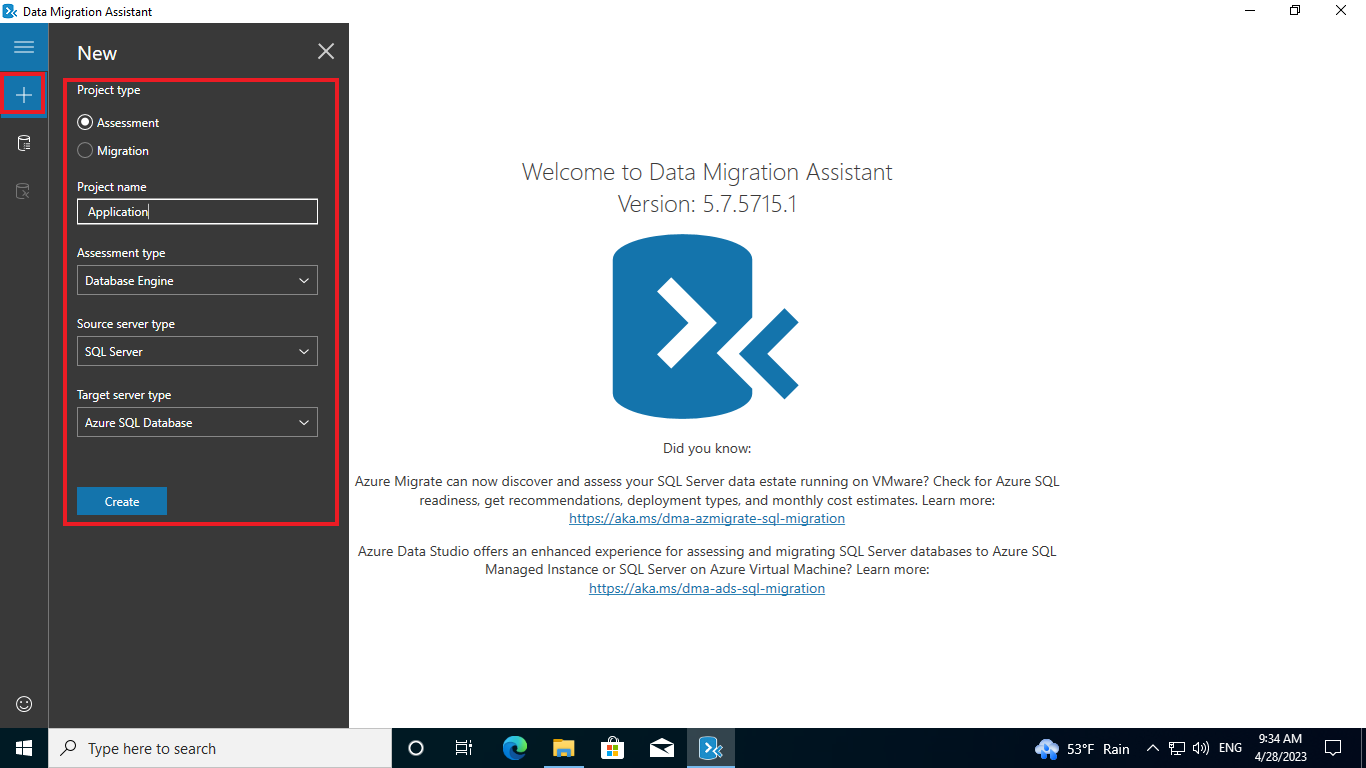 Data Migration Assistant
New
Project type
Assessment
Migration
Project name
Application
Assessment type
Database Engine
Source server type
SQL Server
Target server type
Azure SQL Database
Create
Welcome to Data Migration Assistant
Version: 5.7.5715.1
Did you know:
Azure Migrate can now discover and assess your SQL Server data estate running on VMware? Check for Azure SQL
readiness, get recommendations, deployment types, and monthly cost estimates. Learn more:
https://aka.ms/dma-azmigrate-sql-migration
Azure Data Studio offers an enhanced experience for assessing and migrating SQL Server databases to Azure SQL
Managed Instance or SQL Server on Azure Virtual Machine? Learn more:
https://aka.ms/dma-ads-sql-migration
Type here to search
53°F Rain
ENG
9:34 AM
4/28/2023